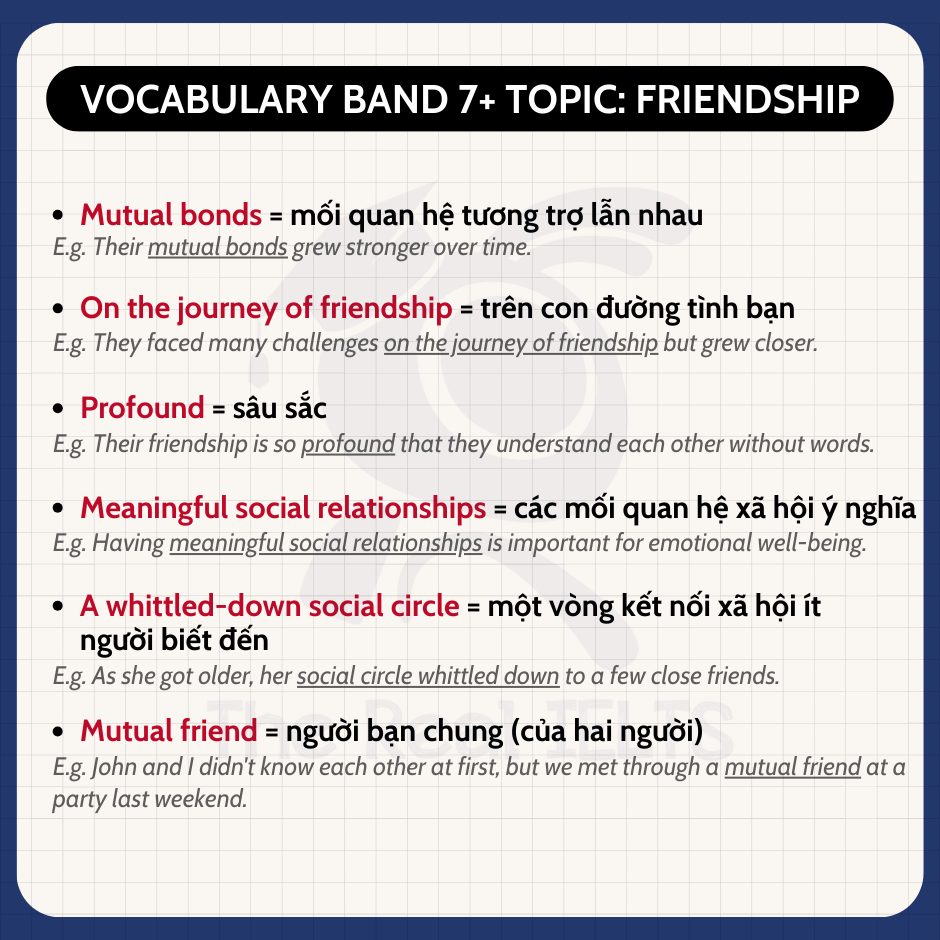 VOCABULARY BAND 7+ TOPIC: FRIENDSHIP
• Mutual bonds = mối quan hệ tương trợ lẫn nhau
E.g. Their mutual bonds grew stronger over time.
• On the journey of friendship = trên con đường tình bạn
E.g. They faced many challenges on the journey of friendship but grew closer.
• Profound = sâu sắc
E.g. Their friendship is so profound that they understand each other without words.
• Meaningful social relationships = các mối quan hệ xã hội ý nghĩa
E.g. Having meaningful social relationships is important for emotional well-being.
• A whittled-down social circle = một vòng kết nối xã hội ít
người biết đến
E.g. As she got older, her social circle whittled down to a few close friends.
The Real IELTS
• Mutual friend = người bạn chung (của hai người)
E.g. John and I didn't know each other at first, but we met through a mutual friend at a
party last weekend.